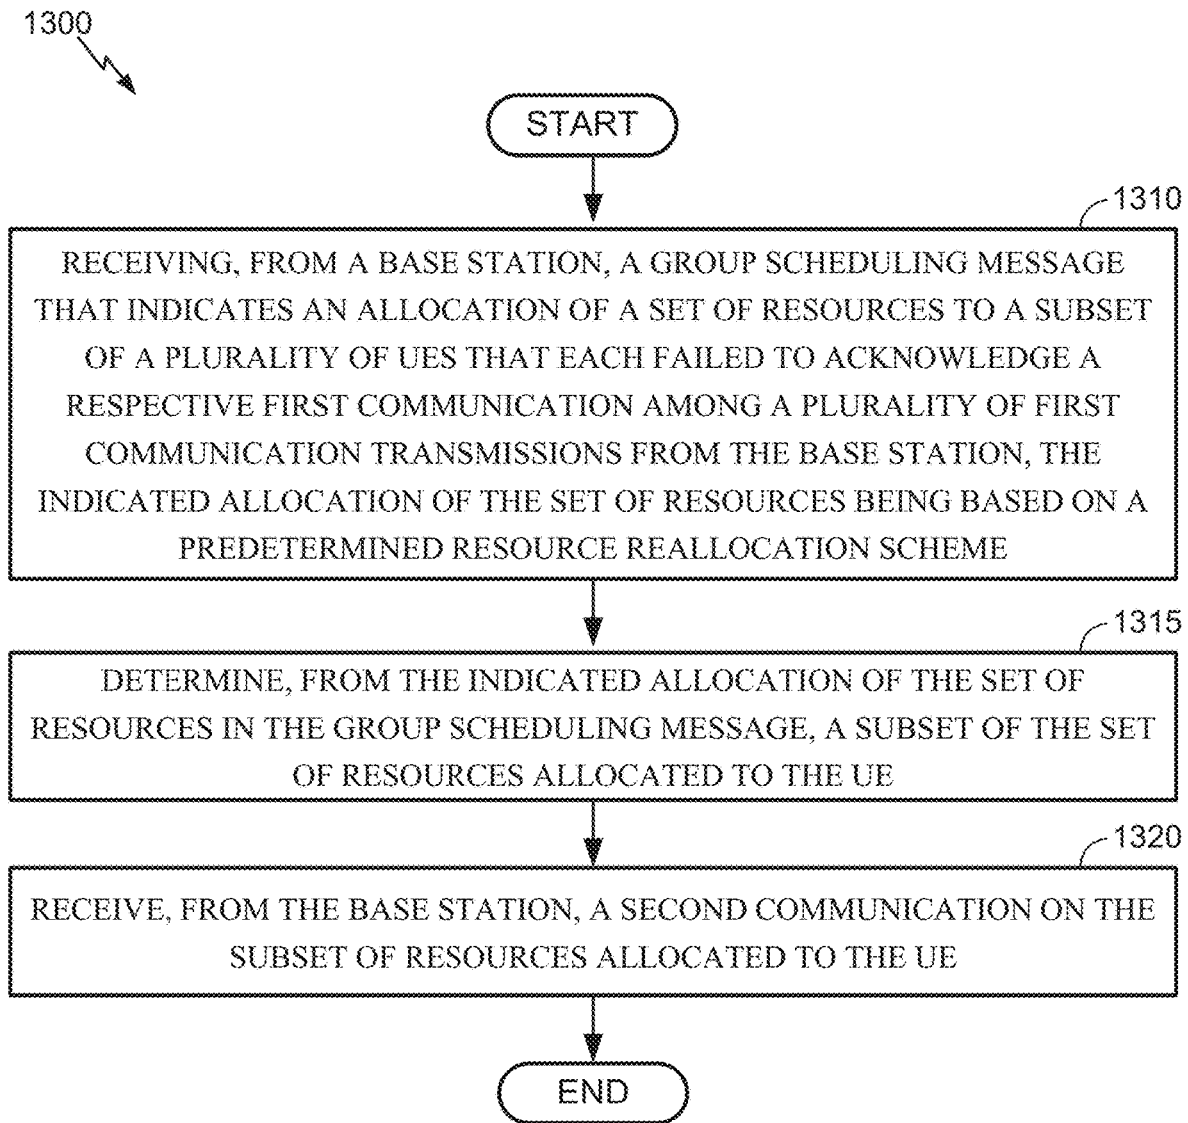 1300
START
1310
RECEIVING, FROM A BASE STATION, A GROUP SCHEDULING MESSAGE
THAT INDICATES AN ALLOCATION OF A SET OF RESOURCES TO A SUBSET
OF A PLURALITY OF UES THAT EACH FAILED TO ACKNOWLEDGE A
RESPECTIVE FIRST COMMUNICATION AMONG A PLURALITY OF FIRST
COMMUNICATION TRANSMISSIONS FROM THE BASE STATION, THE
INDICATED ALLOCATION OF THE SET OF RESOURCES BEING BASED ON A
PREDETERMINED RESOURCE REALLOCATION SCHEME
1315
DETERMINE, FROM THE INDICATED ALLOCATION OF THE SET OF
RESOURCES IN THE GROUP SCHEDULING MESSAGE, A SUBSET OF THE SET
OF RESOURCES ALLOCATED TO THE UE
1320
RECEIVE, FROM THE BASE STATION, A SECOND COMMUNICATION ON THE
SUBSET OF RESOURCES ALLOCATED TO THE UE
END